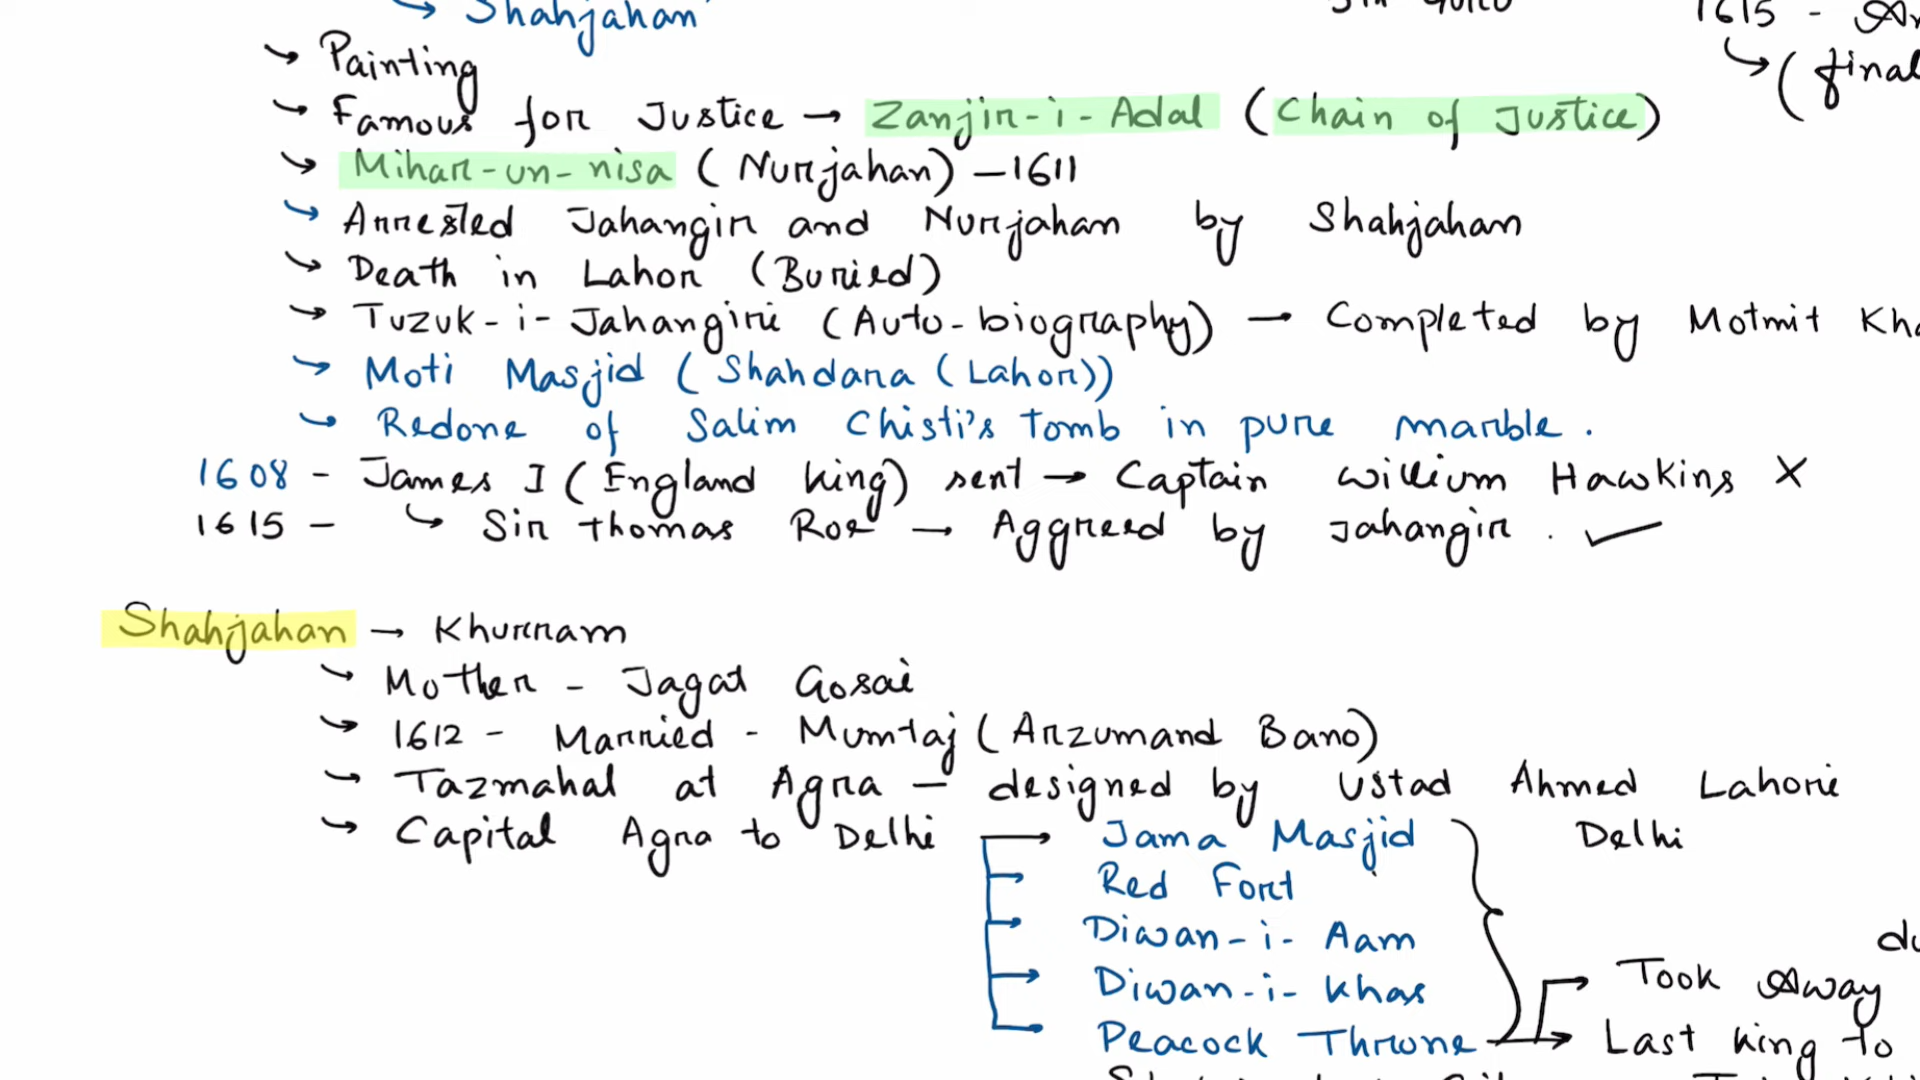 ↳ Shahjahan
↳ Painting
1615 -
↳ Famous for Justice → Zanjir-i-Adal (Chain of Justice)
↳ (final
↳ Mihar-un-nisa (Nurjahan) – 1611
↳ Arrested Jahangir and Nurjahan by Shahjahan
↳ Death in Lahor (Buried)
↳ Tuzuk-i-Jahangiri (Auto-biography) → Completed by Motmit
↳ Moti Masjid (Shahdara (Lahor))
↳ Redone of Salim Chisti's Tomb in pure marble.
1608 - James I (England king) sent → Captain Willium Hawkins X
1615 - ↳ Sir Thomas Roe → Aggreed by Jahangir. ✓
Shahjahan → Khurram
↳ Mother - Jagat Gosai
↳ 1612 - Married - Mumtaj (Arzumand Bano)
↳ Tazmahal at Agra – designed by Ustad Ahmed Lahori
↳ Capital Agra to Delhi → Jama Masjid Delhi
→ Red Fort
→ Diwan-i-Aam
→ Diwan-i-Khas
→ Took Away
→ Peacock Throne → Last king to